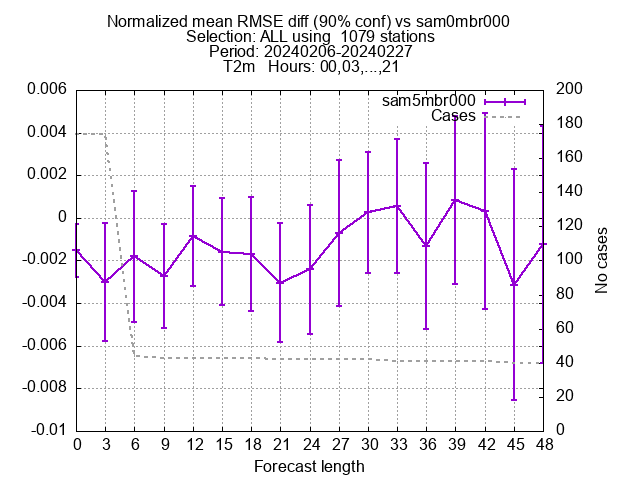 Normalized mean RMSE diff (90% conf) vs sam0mbr000
Selection: ALL using  1079 stations
Period: 20240206-20240227
T2m   Hours: 00,03,...,21
sam5mbr000
Cases
0.006
0.004
0.002
0
-0.002
-0.004
-0.006
-0.008
-0.01
200
180
160
140
120
100
80
60
40
20
0
No cases
0 3 6 9 12 15 18 21 24 27 30 33 36 39 42 45 48
Forecast length